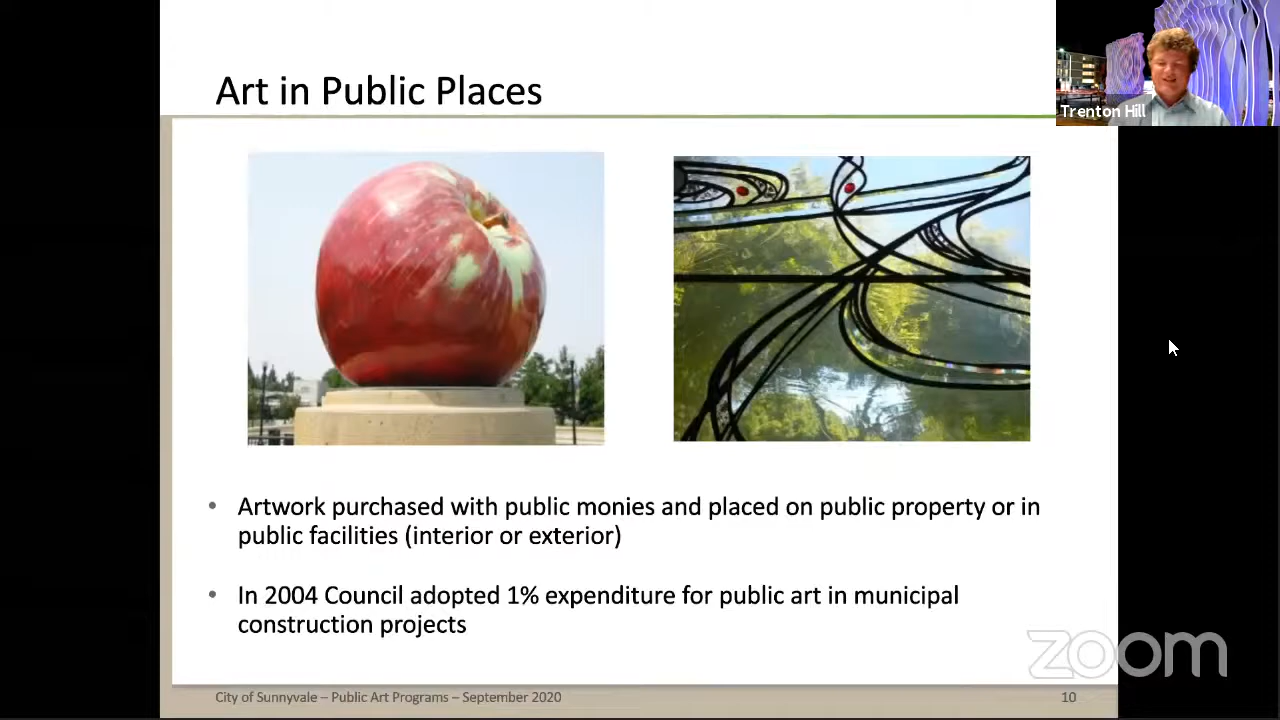 Art in Public Places
Trenton Hill
• Artwork purchased with public monies and placed on public property or in
public facilities (interior or exterior)
• In 2004 Council adopted 1% expenditure for public art in municipal
construction projects
zoom
City of Sunnyvale – Public Art Programs – September 2020
10